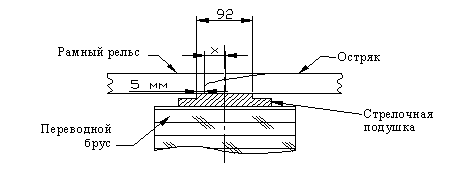 92
x
Рамный рельс
Остряк
5 мм
Стрелочная
подушка
Переводной
брус